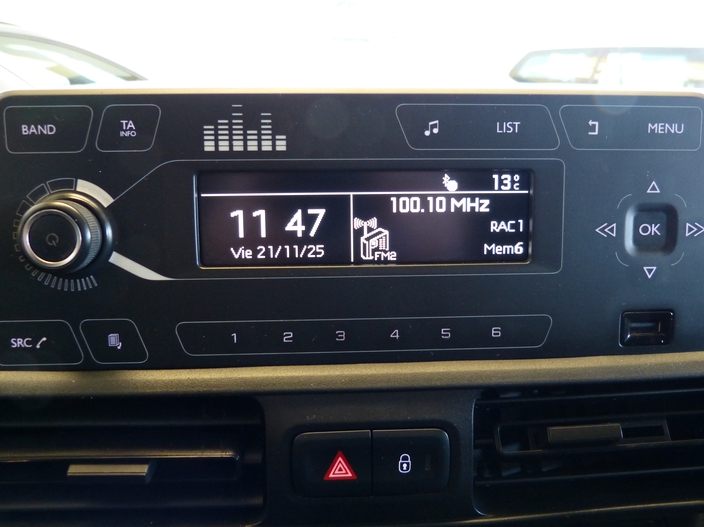 BAND
TA
INFO
LIST
MENU
13°C
11 47
Vie 21/11/25
100.10 MHz
RAC1
Mem6
FM2
OK
SRC
1 2 3 4 5 6